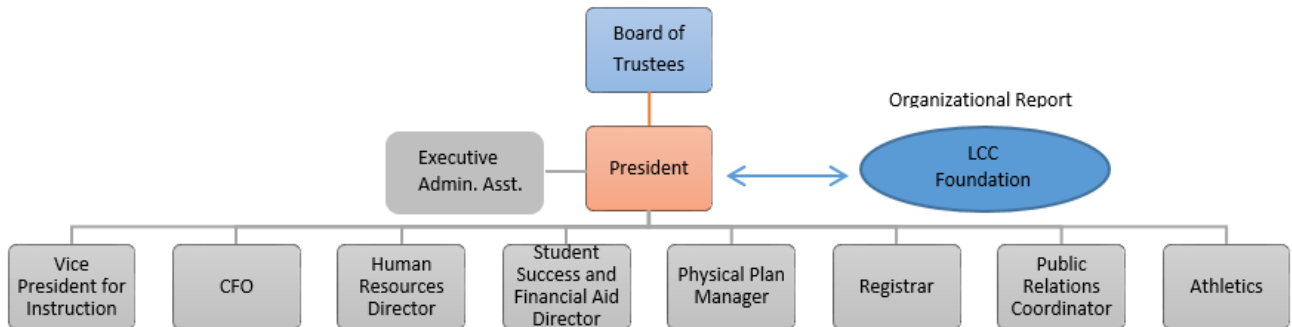 Board of
Trustees
Organizational Report
Executive
Admin. Asst.
President
LCC
Foundation
Vice
President for
Instruction
CFO
Human
Resources
Director
Student
Success and
Financial Aid
Director
Physical Plan
Manager
Registrar
Public
Relations
Coordinator
Athletics